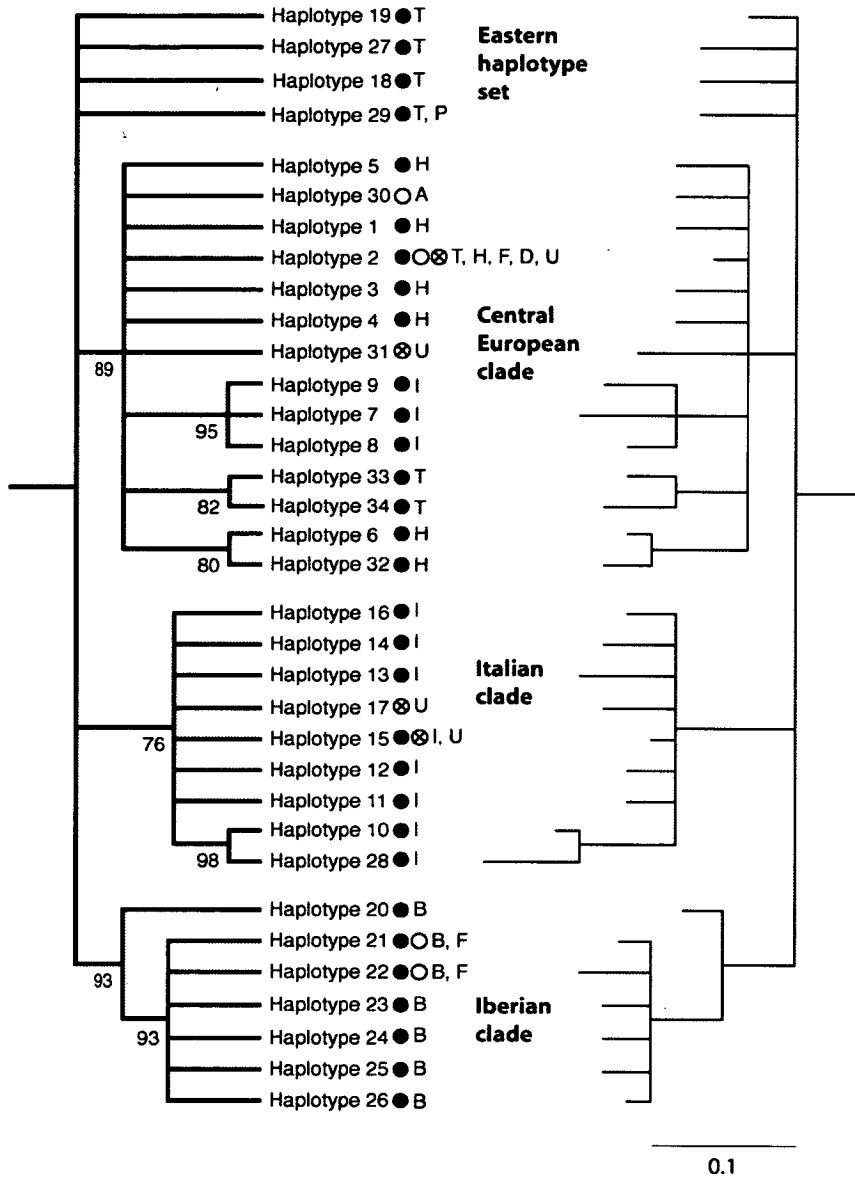 Haplotype 19 ● T
Haplotype 27 ● T
Haplotype 18 ● T
Haplotype 29 ● T, P
Eastern
haplotype
set
Haplotype 5 ● H
Haplotype 30 ○ A
Haplotype 1 ● H
Haplotype 2 ●○⊗ T, H, F, D, U
Haplotype 3 ● H
Haplotype 4 ● H
Haplotype 31 ⊗ U
89
Haplotype 9 ● I
Haplotype 7 ● I
95
Haplotype 8 ● I
Haplotype 33 ● T
82
Haplotype 34 ● T
Haplotype 6 ● H
80
Haplotype 32 ● H
Central
European
clade
Haplotype 16 ● I
Haplotype 14 ● I
Haplotype 13 ● I
Haplotype 17 ⊗ U
76
Haplotype 15 ●⊗ I, U
Haplotype 12 ● I
Haplotype 11 ● I
Haplotype 10 ● I
98
Haplotype 28 ● I
Italian
clade
Haplotype 20 ● B
Haplotype 21 ●○ B, F
Haplotype 22 ●○ B, F
93
Haplotype 23 ● B
93
Haplotype 24 ● B
Haplotype 25 ● B
Haplotype 26 ● B
Iberian
clade
0.1